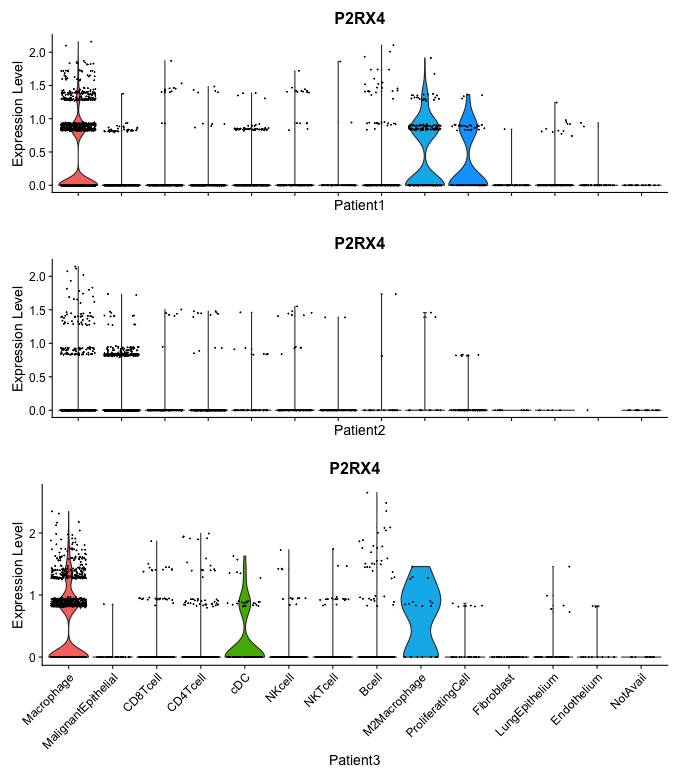 P2RX4
Expression Level
2.0
1.5
1.0
0.5
0.0
Patient1
P2RX4
Expression Level
2.0
1.5
1.0
0.5
0.0
Patient2
P2RX4
Expression Level
2
1
0
Macrophage
MalignantEpithelial
CD8Tcell
CD4Tcell
cDC
NKcell
NKTcell
Bcell
M2Macrophage
ProliferatingCell
Fibroblast
LungEpithelium
Endothelium
NotAvail
Patient3